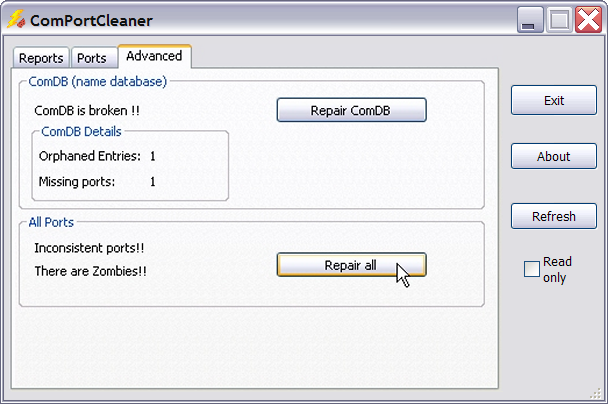 ComPortCleaner
Reports Ports Advanced
ComDB (name database)
ComDB is broken !!
Repair ComDB
ComDB Details
Orphaned Entries: 1
Missing ports: 1
All Ports
Inconsistent ports!!
There are Zombies!!
Repair all
Exit
About
Refresh
Read
only